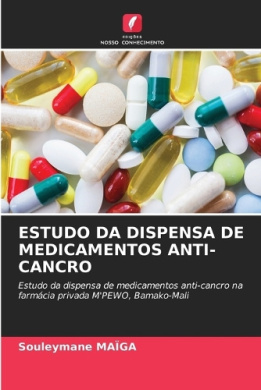 edições
NOSSO CONHECIMENTO
ESTUDO DA DISPENSA DE
MEDICAMENTOS ANTI-
CANCRO
Estudo da dispensa de medicamentos anti-cancro na
farmácia privada M'PEWO, Bamako-Mali
Souleymane MAÏGA